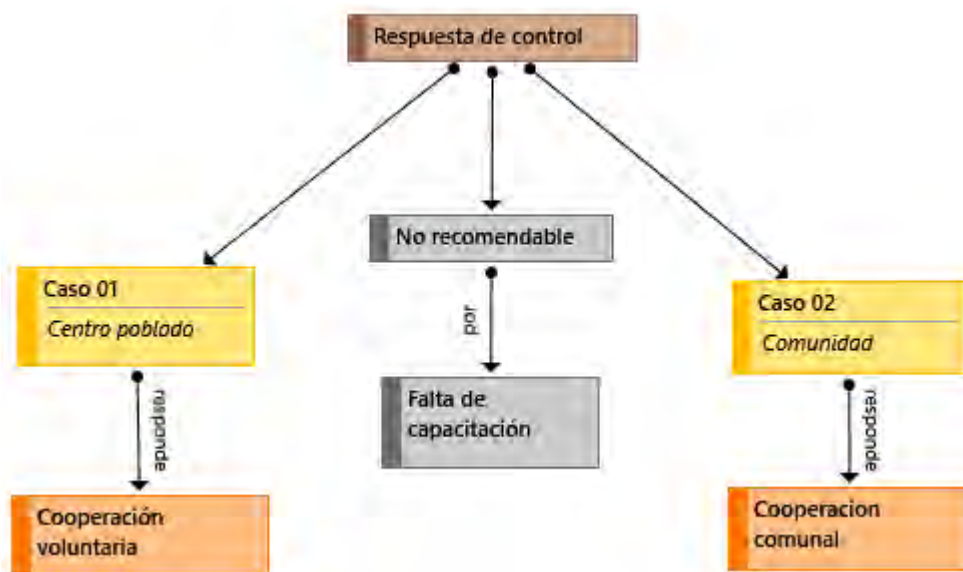 Respuesta de control
No recomendable
Caso 01
Centro poblado
Caso 02
Comunidad
por
Falta de
capacitación
responde
responde
Cooperación
voluntaria
Cooperacion
comunal